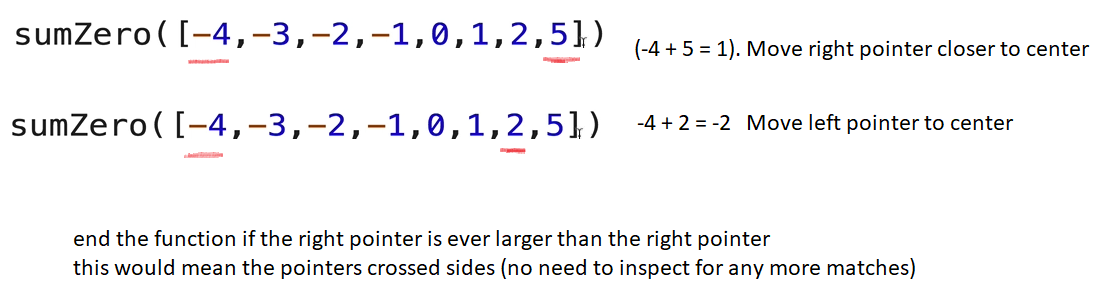 sumZero([−4,−3,−2,−1,0,1,2,5])
(-4 + 5 = 1). Move right pointer closer to center
sumZero([−4,−3,−2,−1,0,1,2,5])
-4 + 2 = -2 Move left pointer to center
end the function if the right pointer is ever larger than the right pointer
this would mean the pointers crossed sides (no need to inspect for any more matches)